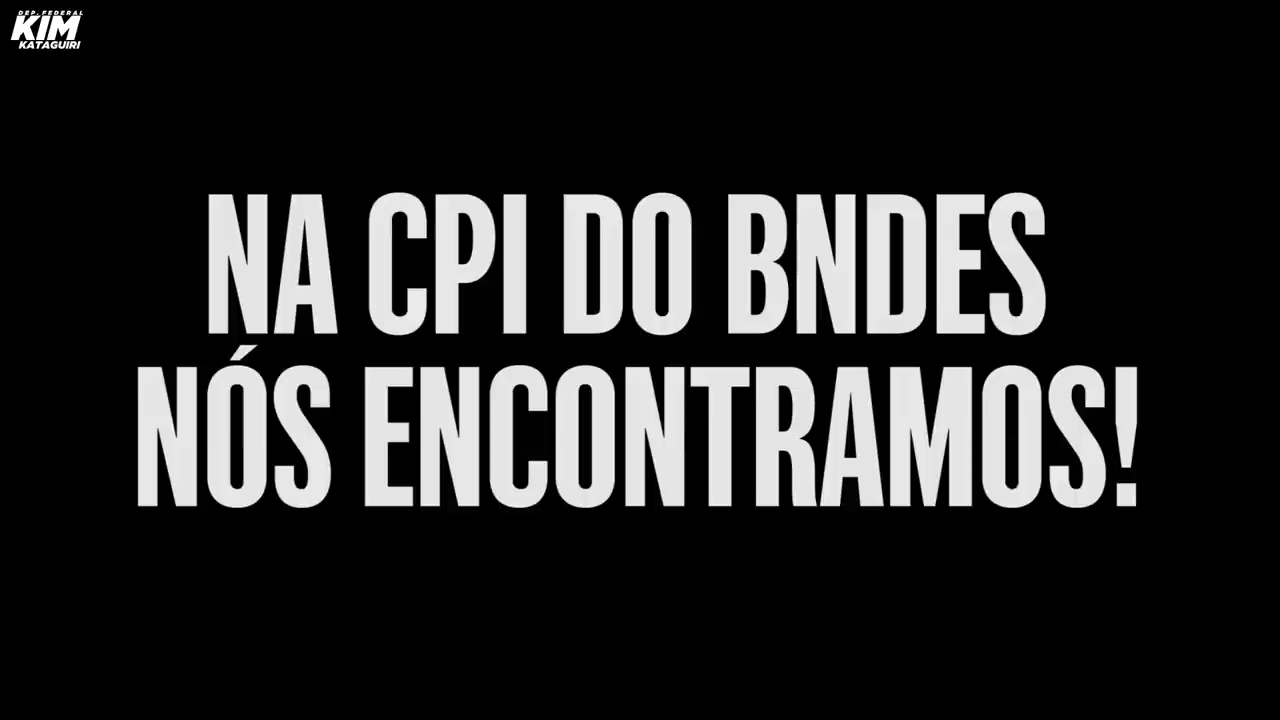 DEP. FEDERAL
KIM
KATAGUIRI
NA CPI DO BNDES
NÓS ENCONTRAMOS!